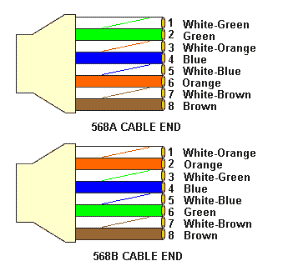 1 White-Green
2 Green
3 White-Orange
4 Blue
5 White-Blue
6 Orange
7 White-Brown
8 Brown
568A CABLE END
1 White-Orange
2 Orange
3 White-Green
4 Blue
5 White-Blue
6 Green
7 White-Brown
8 Brown
568B CABLE END